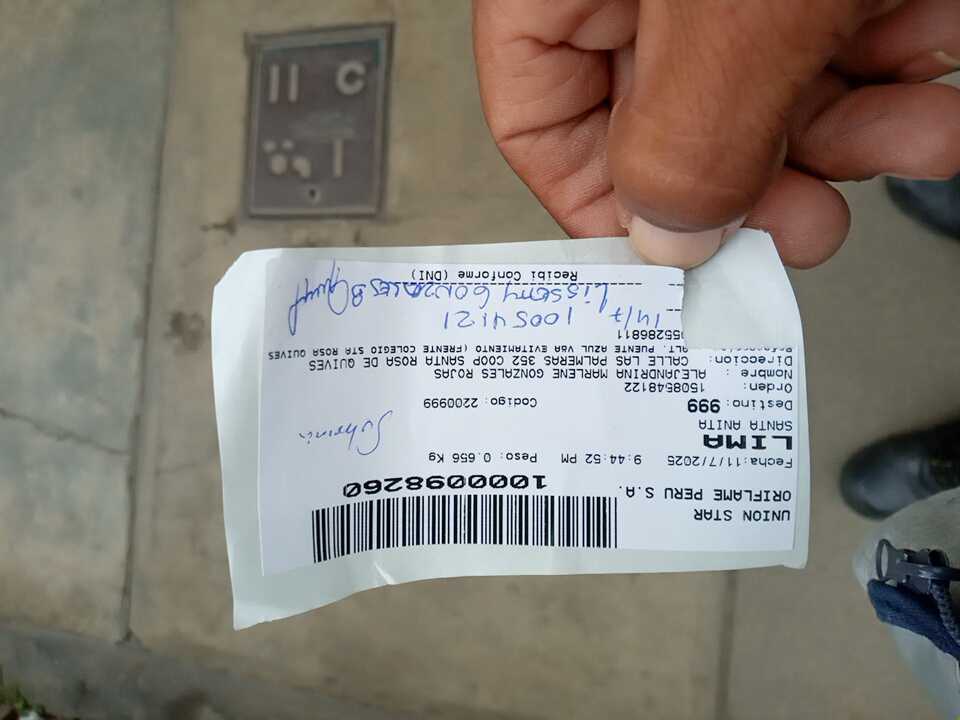 UNION STAR
ORIFLAME PERU S.A.
1000098260
Fecha:11/7/2025 9:44:52 PM Peso: 0.656 Kg
LIMA
SANTA ANITA
Destino: 999 Codigo: 2200999
Orden: 1508548122
Nombre : ALEJANDRINA MARLENE GONZALES ROJAS
Direccion: CALLE LAS PALMERAS 352 COOP SANTA ROSA DE QUIVES
ALT. PUENTE AZUL V&A EVITAMIENTO (FRENTE COLEGIO STA ROSA QUIVES
055286811
14/7 10054121
Lissety GONZALES B
Recibi Conforme (DNI)
11 C